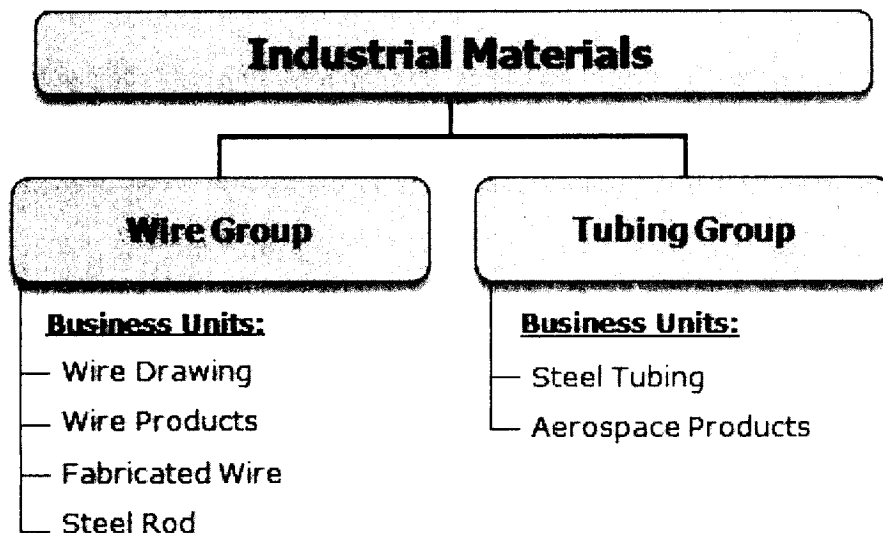 Industrial Materials
Wire Group
Business Units:
Wire Drawing
Wire Products
Fabricated Wire
Steel Rod
Tubing Group
Business Units:
Steel Tubing
Aerospace Products